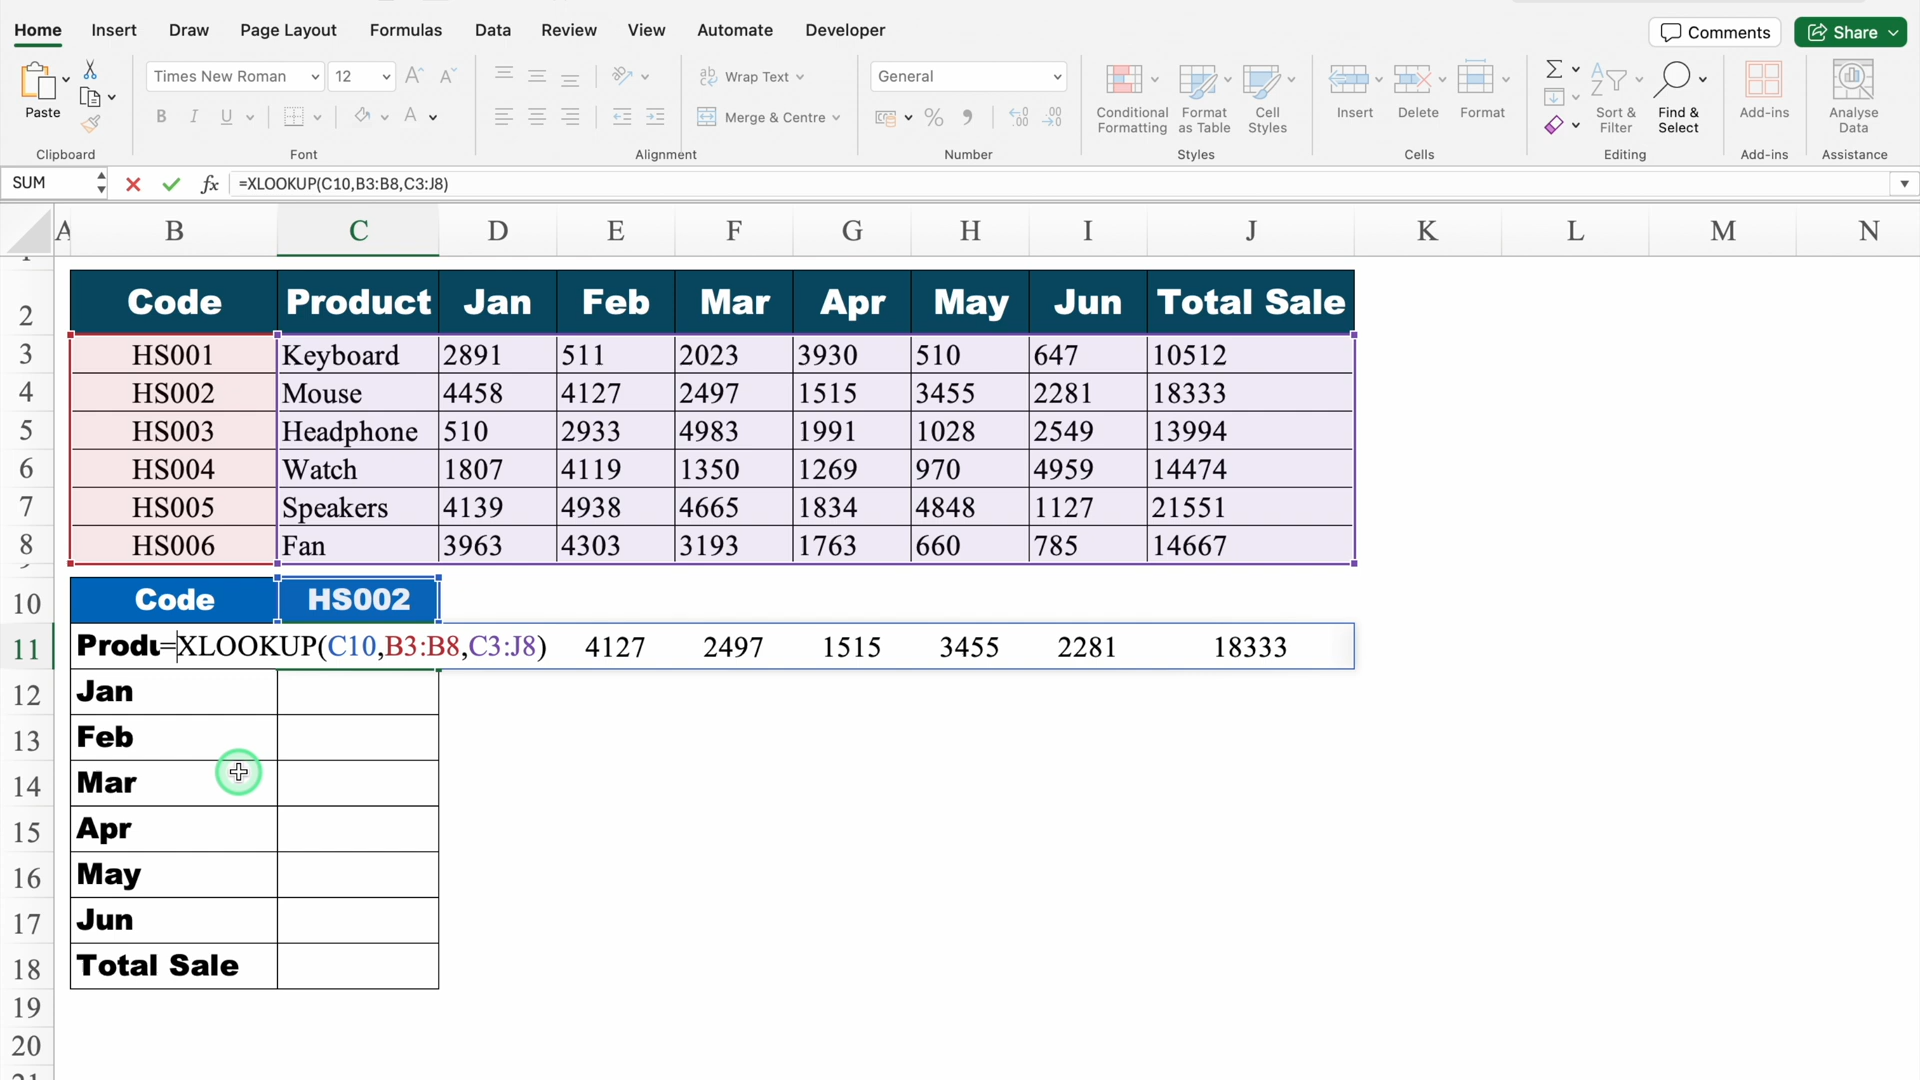 Home Insert Draw Page Layout Formulas Data Review View Automate Developer Comments Share
Times New Roman 12 Wrap Text General
Paste B I U Merge & Centre % Conditional Formatting Format as Table Cell Styles Insert Delete Format Sort & Filter Find & Select Add-ins Analyse Data
Clipboard Font Alignment Number Styles Cells Editing Add-ins Assistance
SUM fx =XLOOKUP(C10,B3:B8,C3:J8)
A B C D E F G H I J K L M N
2 Code Product Jan Feb Mar Apr May Jun Total Sale
3 HS001 Keyboard 2891 511 2023 3930 510 647 10512
4 HS002 Mouse 4458 4127 2497 1515 3455 2281 18333
5 HS003 Headphone 510 2933 4983 1991 1028 2549 13994
6 HS004 Watch 1807 4119 1350 1269 970 4959 14474
7 HS005 Speakers 4139 4938 4665 1834 4848 1127 21551
8 HS006 Fan 3963 4303 3193 1763 660 785 14667
10 Code HS002
11 Produ =XLOOKUP(C10,B3:B8,C3:J8) 4127 2497 1515 3455 2281 18333
12 Jan
13 Feb
14 Mar
15 Apr
16 May
17 Jun
18 Total Sale
19
20